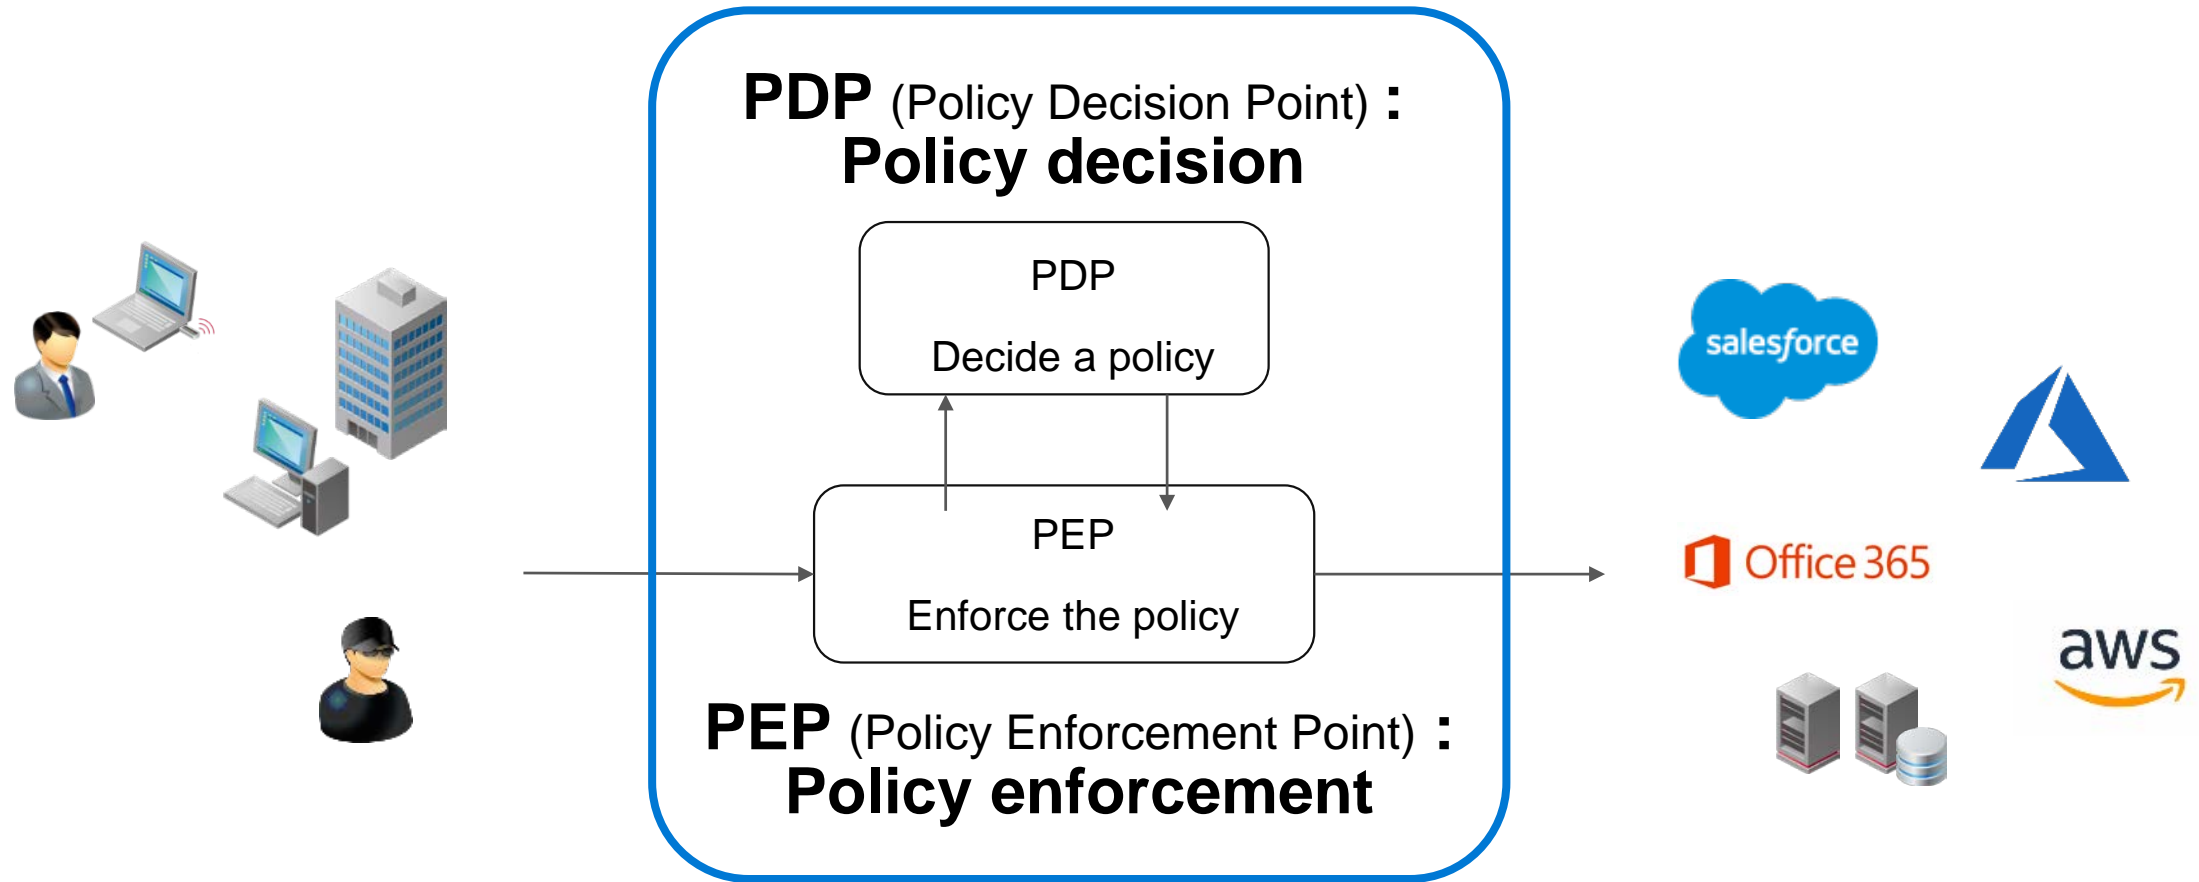 PDP (Policy Decision Point) :
Policy decision
PDP
Decide a policy
PEP
Enforce the policy
PEP (Policy Enforcement Point) :
Policy enforcement
salesforce
Office 365
aws